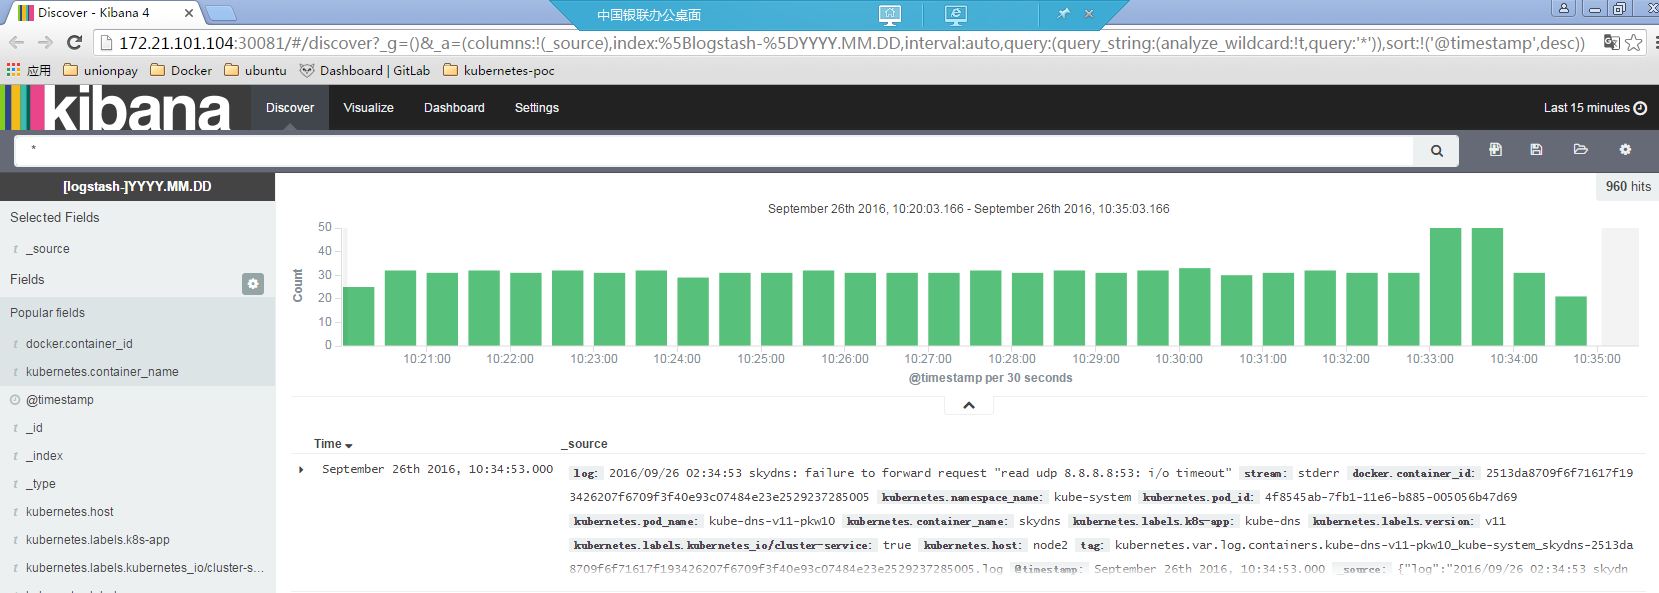 Discover - Kibana 4
中国银联办公桌面
172.21.101.104:30081/#/discover?_g=()&_a=(columns:!(_source),index:%5Blogstash-%5DYYYY.MM.DD,interval:auto,query:(query_string:(analyze_wildcard:!t,query:'*')),sort:!('@timestamp',desc))
应用 unionpay Docker ubuntu Dashboard | GitLab kubernetes-poc
kibana Discover Visualize Dashboard Settings Last 15 minutes
*
[logstash-]YYYY.MM.DD
960 hits
Selected Fields
t _source
Fields
Popular fields
t docker.container_id
t kubernetes.container_name
@timestamp
t _id
t _index
t _type
t kubernetes.host
t kubernetes.labels.k8s-app
t kubernetes.labels.kubernetes_io/cluster-s...
September 26th 2016, 10:20:03.166 - September 26th 2016, 10:35:03.166
Count
50
40
30
20
10
0
10:21:00 10:22:00 10:23:00 10:24:00 10:25:00 10:26:00 10:27:00 10:28:00 10:29:00 10:30:00 10:31:00 10:32:00 10:33:00 10:34:00 10:35:00
@timestamp per 30 seconds
Time _source
September 26th 2016, 10:34:53.000 log: 2016/09/26 02:34:53 skydns: failure to forward request "read udp 8.8.8.8:53: i/o timeout" stream: stderr docker.container_id: 2513da8709f6f71617f19
3426207f6709f3f40e93c07484e23e2529237285005 kubernetes.namespace_name: kube-system kubernetes.pod_id: 4f8545ab-7fb1-11e6-b885-005056b47d69
kubernetes.pod_name: kube-dns-v11-pkw10 kubernetes.container_name: skydns kubernetes.labels.k8s-app: kube-dns kubernetes.labels.version: v11
kubernetes.labels.kubernetes_io/cluster-service: true kubernetes.host: node2 tag: kubernetes.var.log.containers.kube-dns-v11-pkw10_kube-system_skydns-2513da
8709f6f71617f193426207f6709f3f40e93c07484e23e2529237285005.log @timestamp: September 26th 2016, 10:34:53.000 _source: {"log":"2016/09/26 02:34:53 skydn